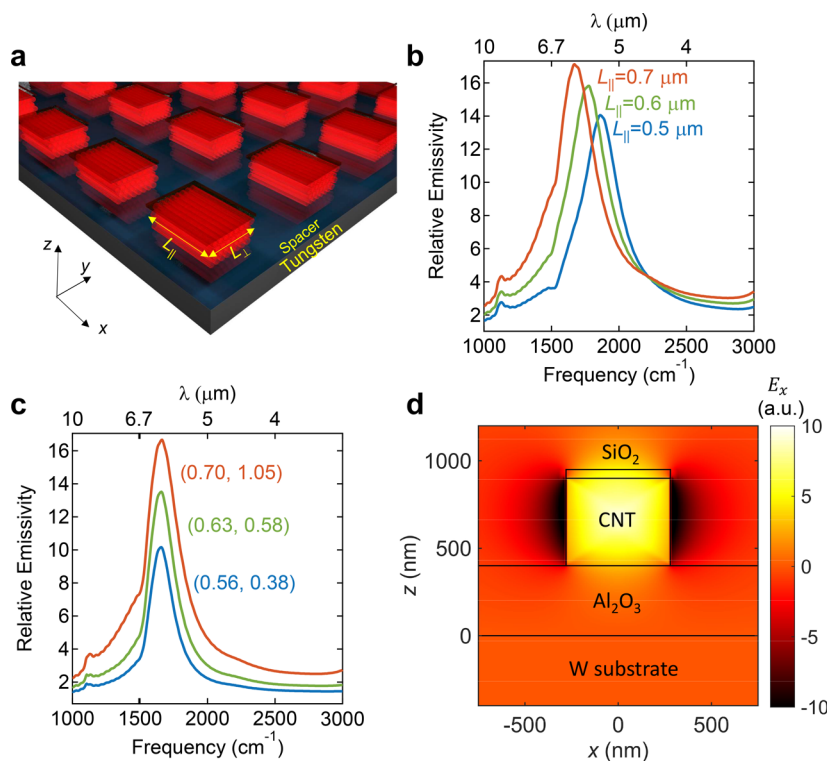 a
L∥
L⊥
Spacer
Tungsten
z
y
x
b
λ (μm)
10 6.7 5 4
L∥=0.7 μm
L∥=0.6 μm
L∥=0.5 μm
Relative Emissivity
16
14
12
10
8
6
4
2
1000 1500 2000 2500 3000
Frequency (cm⁻¹)
c
λ (μm)
10 6.7 5 4
(0.70, 1.05)
(0.63, 0.58)
(0.56, 0.38)
Relative Emissivity
16
14
12
10
8
6
4
2
1000 1500 2000 2500 3000
Frequency (cm⁻¹)
d
Eₓ
(a.u.)
SiO₂
CNT
Al₂O₃
W substrate
z (nm)
1000
500
0
-500 0 500
x (nm)
10
5
0
-5
-10